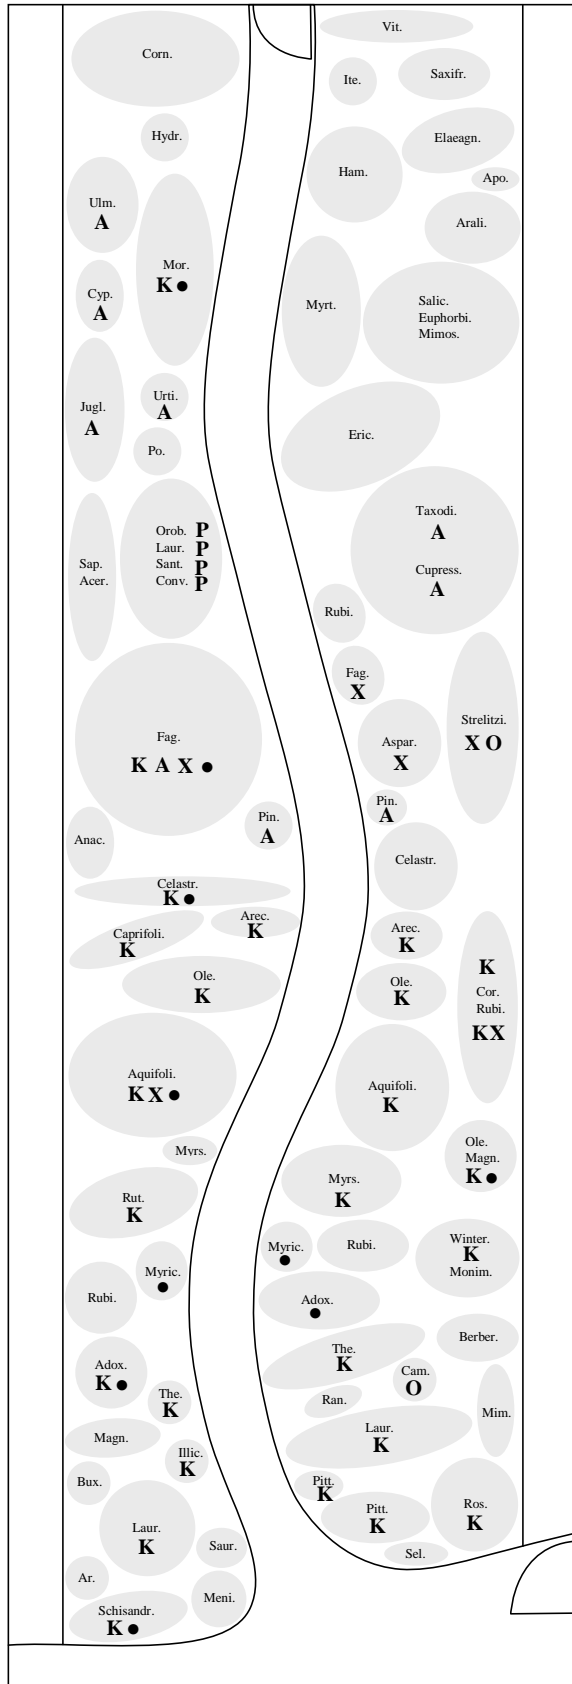 Corn.
Hydr.
Ulm.
A
Mor.
K ●
Cyp.
A
Jugl.
A
Urti.
A
Po.
Orob. P
Laur. P
Sant. P
Conv. P
Sap.
Acer.
Fag.
K A X ●
Anac.
Pin.
A
Celastr.
K ●
Caprifoli.
K
Arec.
K
Ole.
K
Aquifoli.
K X ●
Myrs.
Rut.
K
Rubi.
Myric.
●
Adox.
K ●
The.
K
Magn.
Illic.
K
Bux.
Laur.
K
Saur.
Ar.
Meni.
Schisandr.
K ●
Vit.
Ite.
Saxifr.
Elaeagn.
Ham.
Apo.
Arali.
Myrt.
Salic.
Euphorbi.
Mimos.
Eric.
Taxodi.
A
Cupress.
A
Rubi.
Fag.
X
Strelitzi.
X O
Aspar.
X
Pin.
A
Celastr.
Arec.
K
K
Cor.
Rubi.
K X
Ole.
K
Aquifoli.
K
Ole.
Magn.
K ●
Myrs.
K
Myric.
●
Rubi.
Winter.
K
Monim.
Adox.
●
Berber.
The.
K
Cam.
O
Ran.
Mim.
Laur.
K
Pitt.
K
Pitt.
K
Ros.
K
Sel.